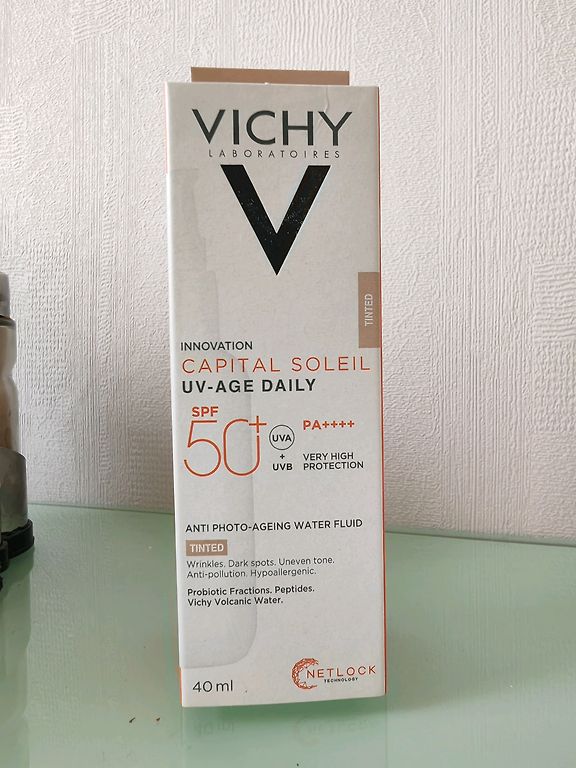 VICHY
LABORATOIRES
TINTED
INNOVATION
CAPITAL SOLEIL
UV-AGE DAILY
SPF
50+
UVA
+
UVB
PA++++
VERY HIGH
PROTECTION
ANTI PHOTO-AGEING WATER FLUID
TINTED
Wrinkles. Dark spots. Uneven tone.
Anti-pollution. Hypoallergenic.
Probiotic Fractions. Peptides.
Vichy Volcanic Water.
NETLOCK
TECHNOLOGY
40 ml